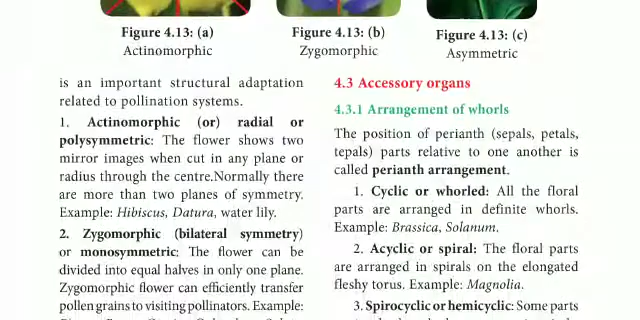 Figure 4.13: (a)
Actinomorphic
Figure 4.13: (b)
Zygomorphic
Figure 4.13: (c)
Asymmetric
is an important structural adaptation
related to pollination systems.
1. Actinomorphic (or) radial or
polysymmetric: The flower shows two
mirror images when cut in any plane or
radius through the centre.Normally there
are more than two planes of symmetry.
Example: Hibiscus, Datura, water lily.
2. Zygomorphic (bilateral symmetry)
or monosymmetric: The flower can be
divided into equal halves in only one plane.
Zygomorphic flower can efficiently transfer
pollen grains to visiting pollinators. Example:
4.3 Accessory organs
4.3.1 Arrangement of whorls
The position of perianth (sepals, petals,
tepals) parts relative to one another is
called perianth arrangement.
1. Cyclic or whorled: All the floral
parts are arranged in definite whorls.
Example: Brassica, Solanum.
2. Acyclic or spiral: The floral parts
are arranged in spirals on the elongated
fleshy torus. Example: Magnolia.
3. Spirocyclic or hemicyclic: Some parts